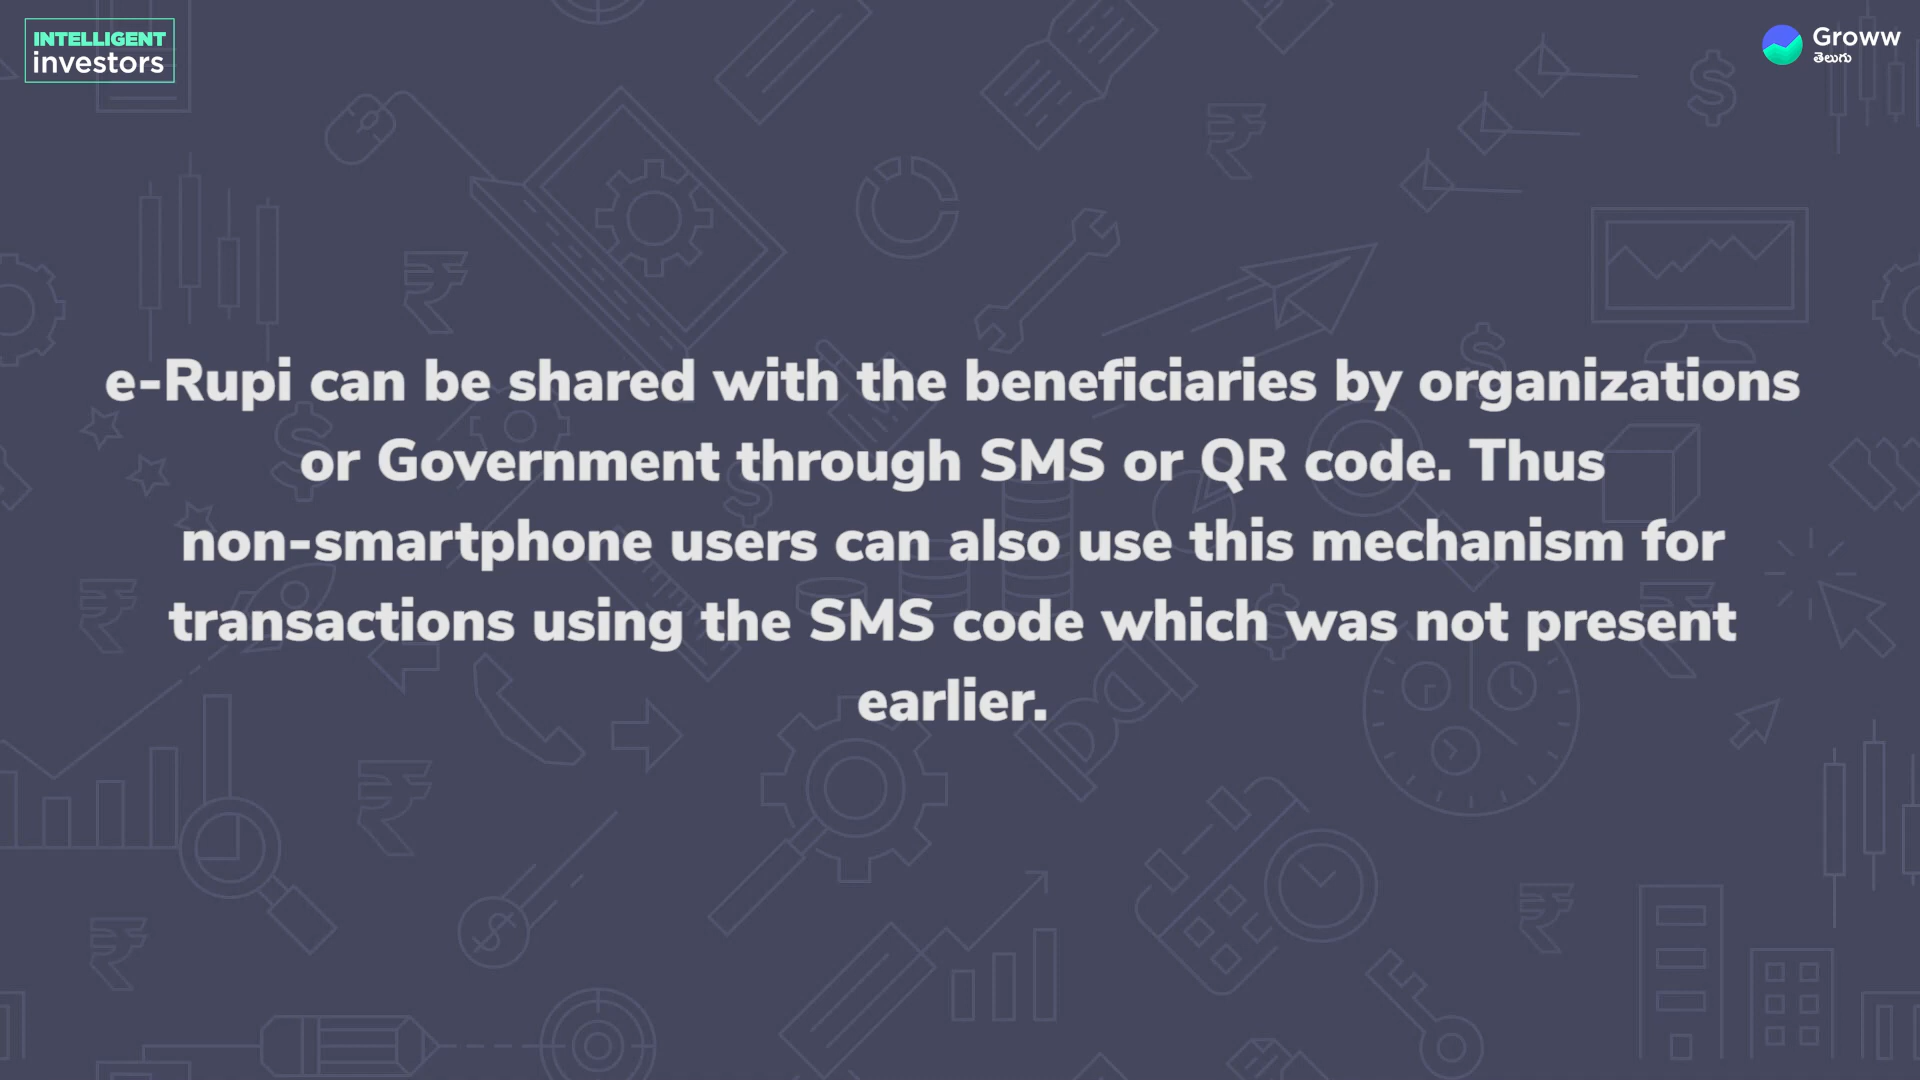 INTELLIGENT
investors
Groww
తెలుగు
e-Rupi can be shared with the beneficiaries by organizations
or Government through SMS or QR code. Thus
non-smartphone users can also use this mechanism for
transactions using the SMS code which was not present
earlier.